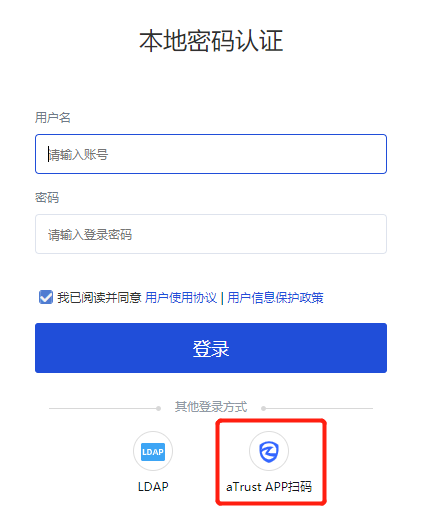 本地密码认证
用户名
请输入账号
密码
请输入登录密码
我已阅读并同意 用户使用协议 | 用户信息保护政策
登录
其他登录方式
LDAP
LDAP
aTrust APP扫码